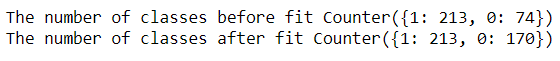 The number of classes before fit Counter({1: 213, 0: 74})
The number of classes after fit Counter({1: 213, 0: 170})